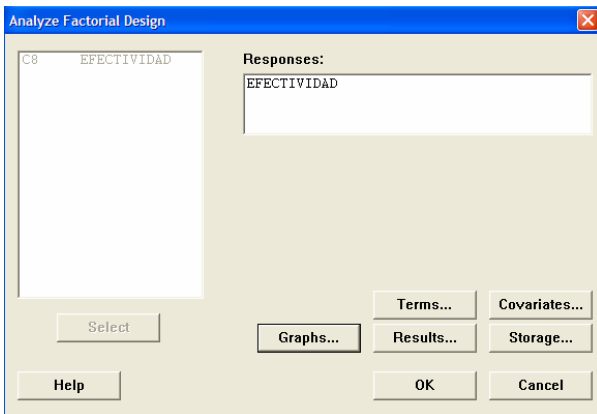 Analyze Factorial Design
C8 EFECTIVIDAD
Responses:
EFECTIVIDAD
Terms...
Covariates...
Select
Graphs...
Results...
Storage...
Help
OK
Cancel